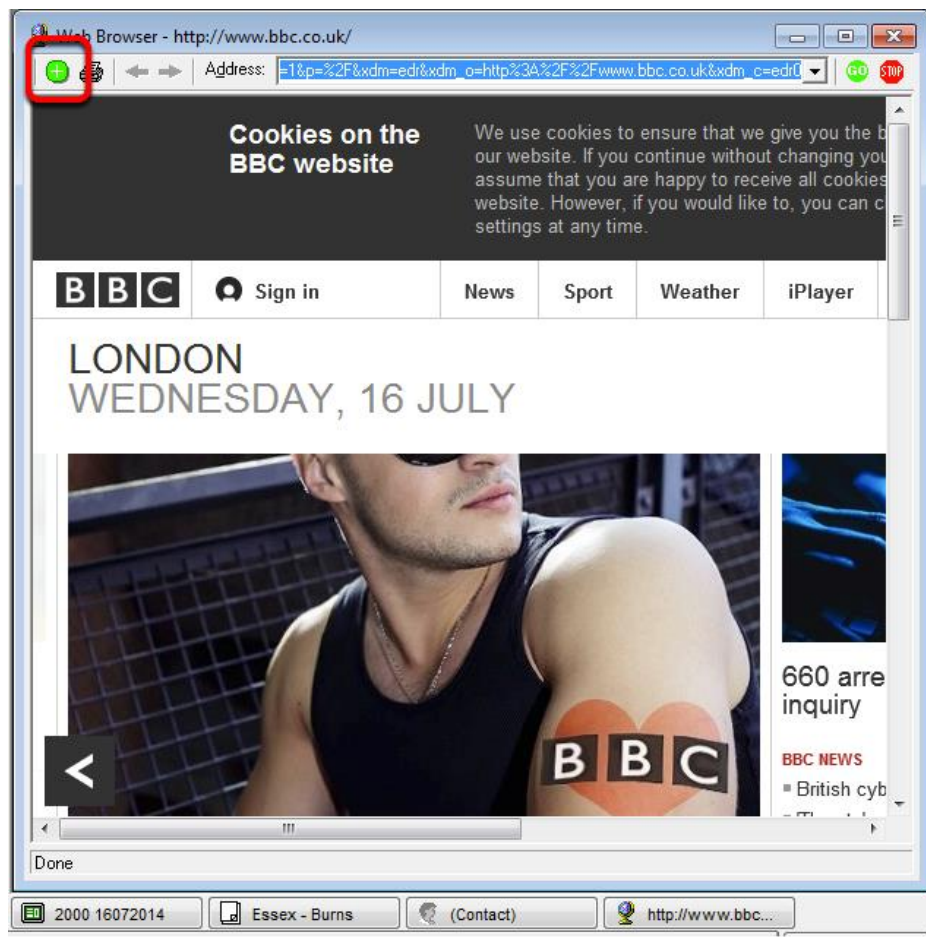 Web Browser - http://www.bbc.co.uk/
Address: =1&p=%2F&xdm=edr&xdm_o=http%3A%2F%2Fwww.bbc.co.uk&xdm_c=edr0
GO STOP
Cookies on the
BBC website
We use cookies to ensure that we give you the b
our website. If you continue without changing you
assume that you are happy to receive all cookies
website. However, if you would like to, you can c
settings at any time.
BBC Sign in News Sport Weather iPlayer
LONDON
WEDNESDAY, 16 JULY
BBC
660 arre
inquiry
BBC NEWS
British cyb
Done
2000 16072014 Essex - Burns (Contact) http://www.bbc...